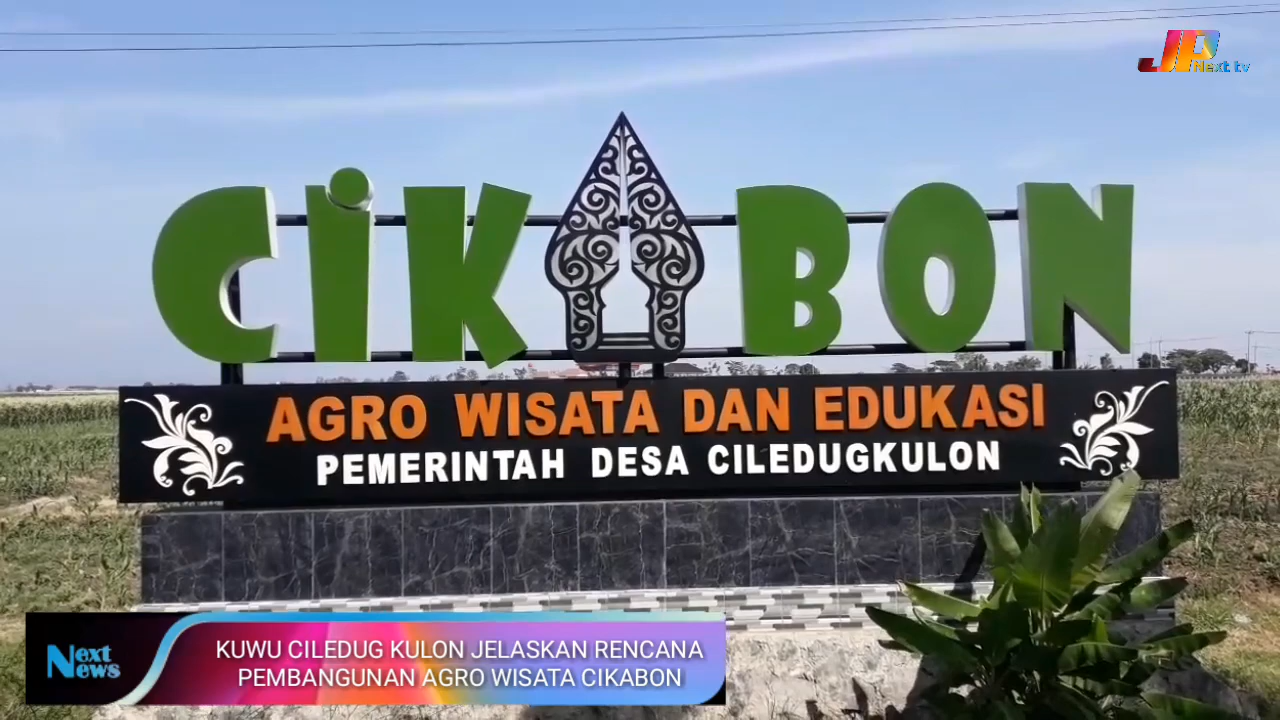 JP Next tv
CIKABON
AGRO WISATA DAN EDUKASI
PEMERINTAH DESA CILEDUGKULON
Next News
KUWU CILEDUG KULON JELASKAN RENCANA
PEMBANGUNAN AGRO WISATA CIKABON